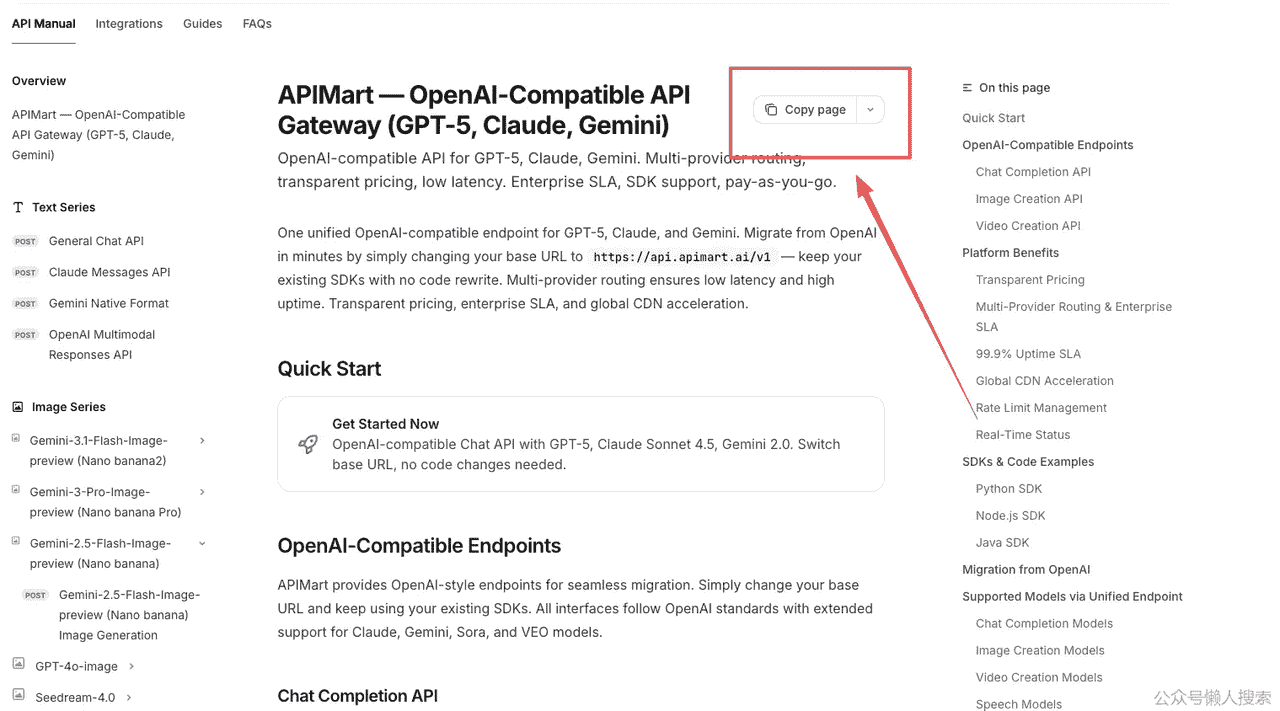 API Manual
Integrations
Guides
FAQs
Overview
APIMart — OpenAI-Compatible
API Gateway (GPT-5, Claude,
Gemini)
Text Series
POST General Chat API
POST Claude Messages API
POST Gemini Native Format
POST OpenAI Multimodal
Responses API
Image Series
Gemini-3.1-Flash-Image-
preview (Nano banana2)
Gemini-3-Pro-Image-
preview (Nano banana Pro)
Gemini-2.5-Flash-Image-
preview (Nano banana)
POST Gemini-2.5-Flash-Image-
preview (Nano banana)
Image Generation
GPT-4o-image
Seedream-4.0
APIMart — OpenAI-Compatible API
Gateway (GPT-5, Claude, Gemini)
Copy page
OpenAI-compatible API for GPT-5, Claude, Gemini. Multi-provider routing,
transparent pricing, low latency. Enterprise SLA, SDK support, pay-as-you-go.
One unified OpenAI-compatible endpoint for GPT-5, Claude, and Gemini. Migrate from OpenAI
in minutes by simply changing your base URL to https://api.apimart.ai/v1 — keep your
existing SDKs with no code rewrite. Multi-provider routing ensures low latency and high
uptime. Transparent pricing, enterprise SLA, and global CDN acceleration.
Quick Start
Get Started Now
OpenAI-compatible Chat API with GPT-5, Claude Sonnet 4.5, Gemini 2.0. Switch
base URL, no code changes needed.
OpenAI-Compatible Endpoints
APIMart provides OpenAI-style endpoints for seamless migration. Simply change your base
URL and keep using your existing SDKs. All interfaces follow OpenAI standards with extended
support for Claude, Gemini, Sora, and VEO models.
Chat Completion API
On this page
Quick Start
OpenAI-Compatible Endpoints
Chat Completion API
Image Creation API
Video Creation API
Platform Benefits
Transparent Pricing
Multi-Provider Routing & Enterprise
SLA
99.9% Uptime SLA
Global CDN Acceleration
Rate Limit Management
Real-Time Status
SDKs & Code Examples
Python SDK
Node.js SDK
Java SDK
Migration from OpenAI
Supported Models via Unified Endpoint
Chat Completion Models
Image Creation Models
Video Creation Models
Speech Models
公众号懒人搜索